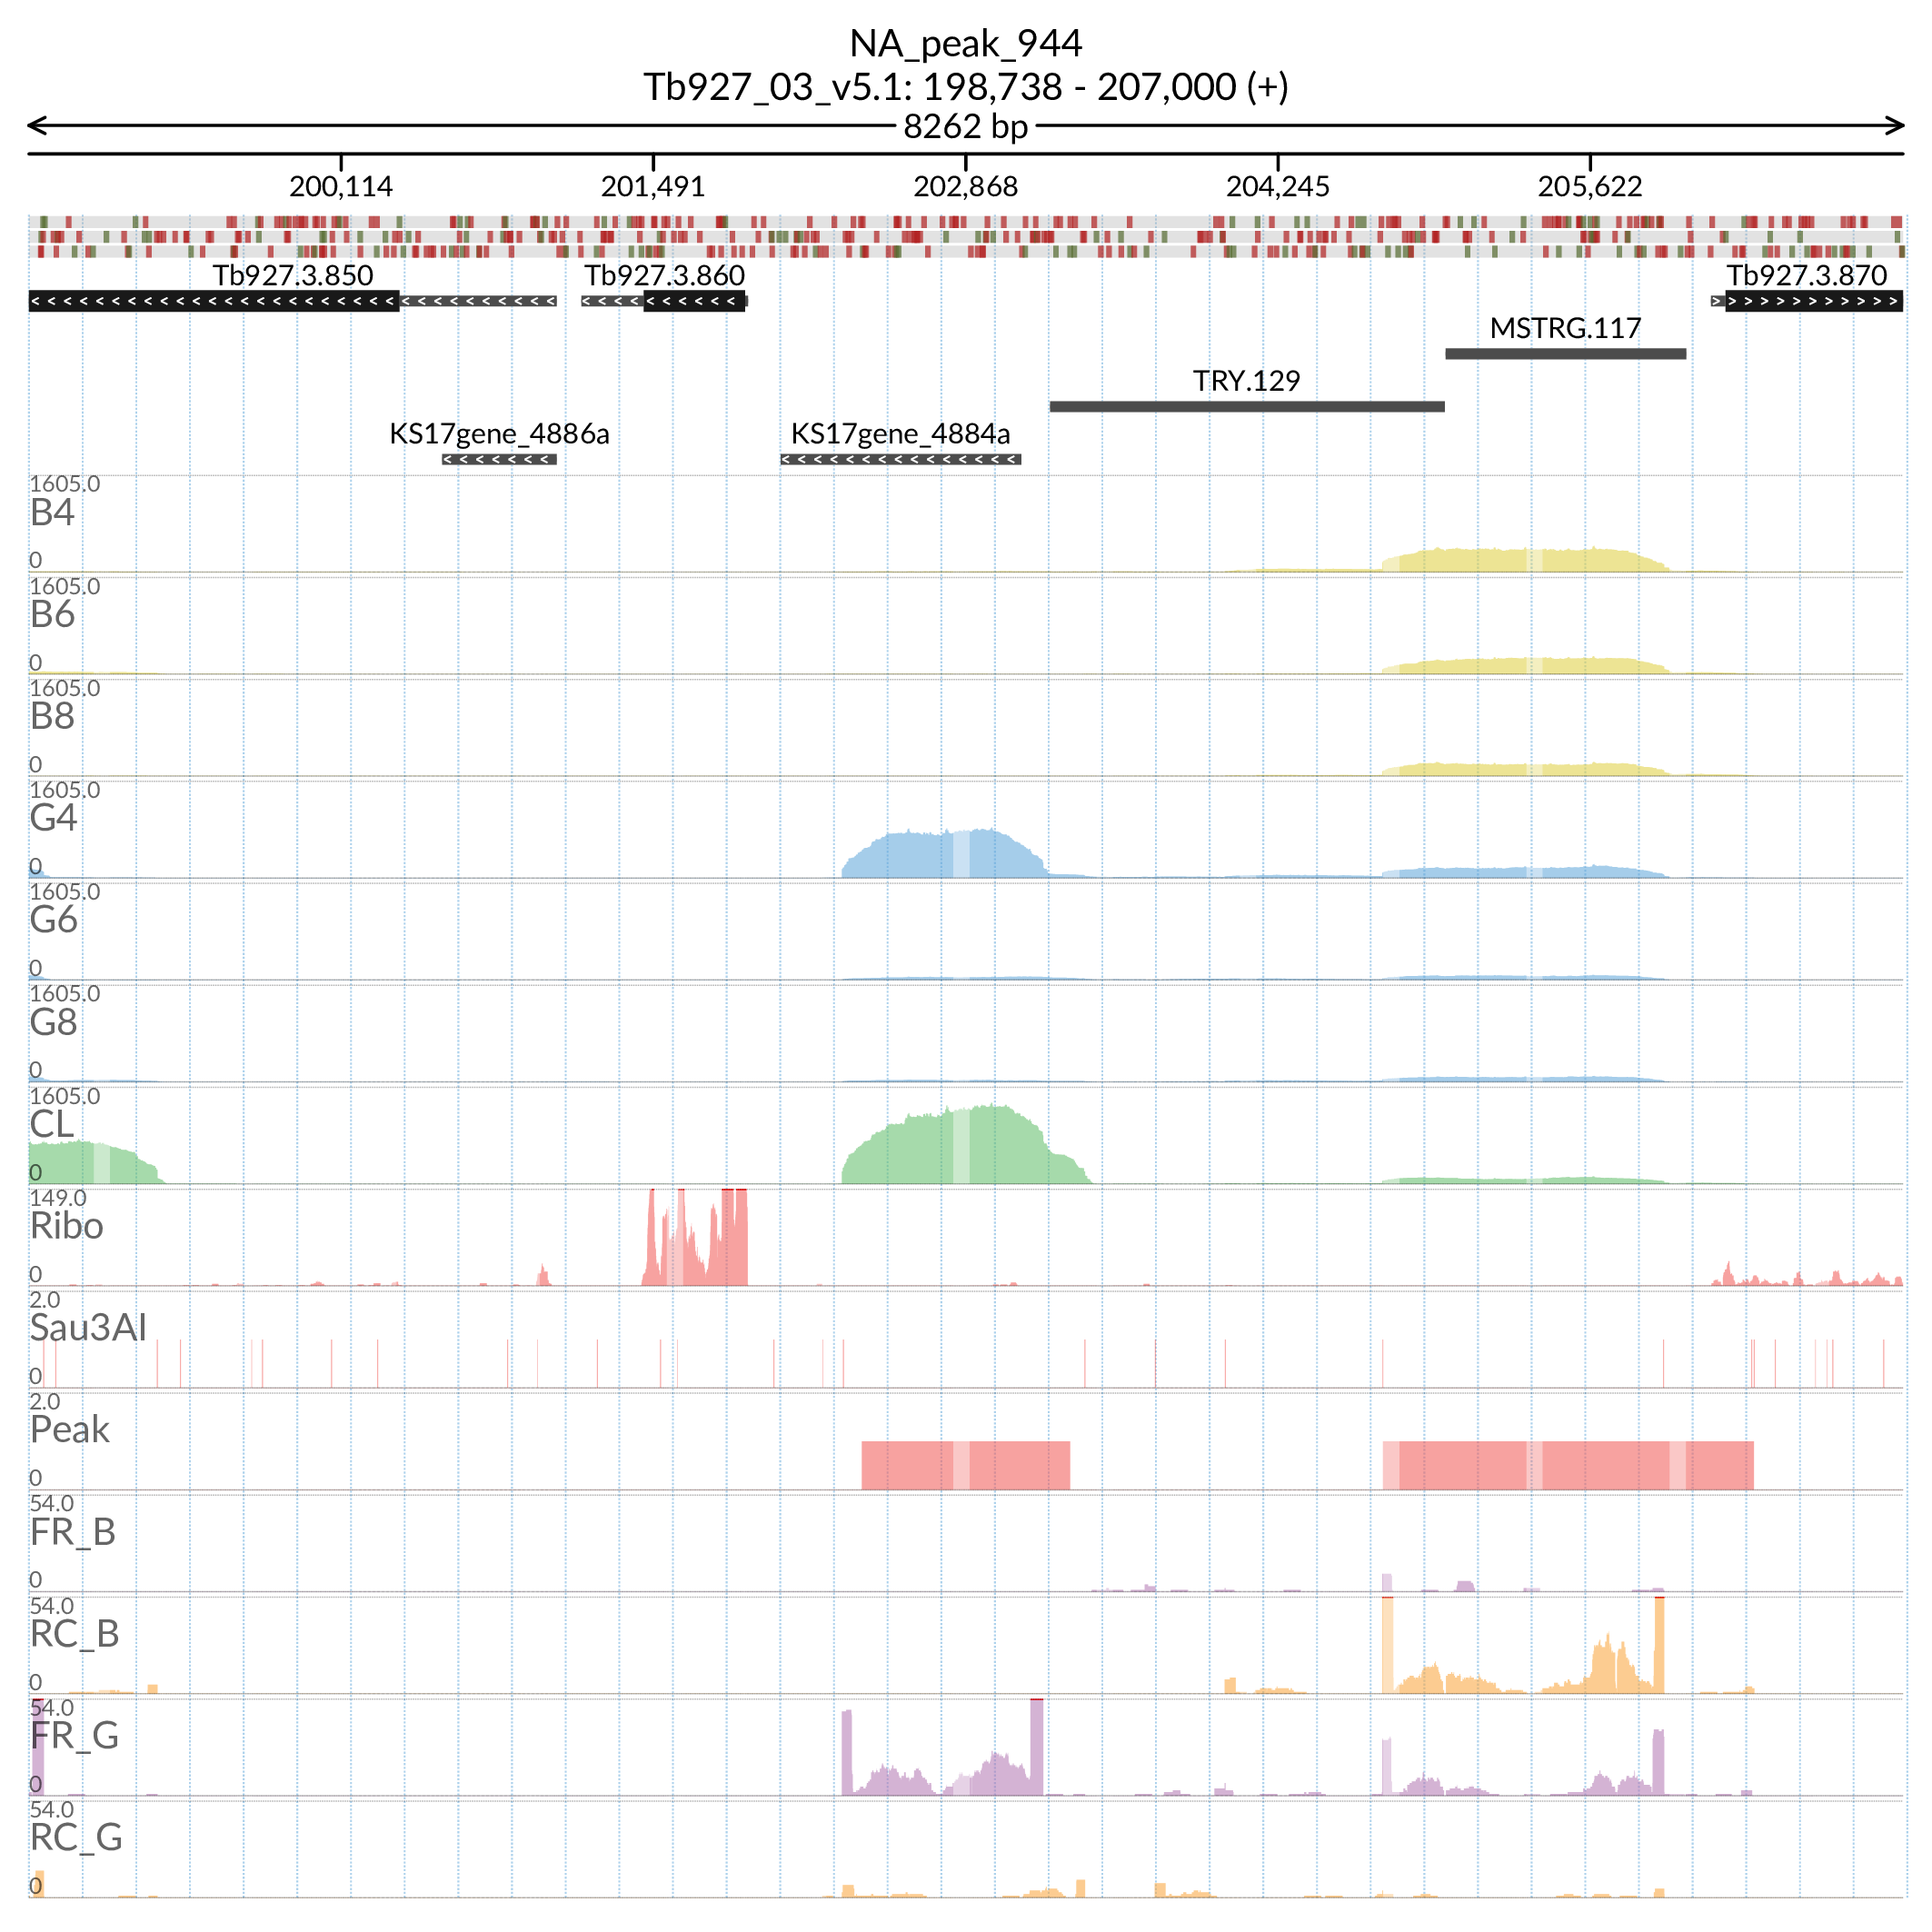 NA_peak_944
Tb927_03_v5.1: 198,738 - 207,000 (+)
8262 bp
200,114 201,491 202,868 204,245 205,622
Tb927.3.850 Tb927.3.860 Tb927.3.870
MSTRG.117
TRY.129
KS17gene_4886a KS17gene_4884a
1605.0
B4
0
1605.0
B6
0
1605.0
B8
0
1605.0
G4
0
1605.0
G6
0
1605.0
G8
0
1605.0
CL
0
149.0
Ribo
0
2.0
Sau3AI
0
2.0
Peak
0
54.0
FR_B
0
54.0
RC_B
0
54.0
FR_G
0
54.0
RC_G
0